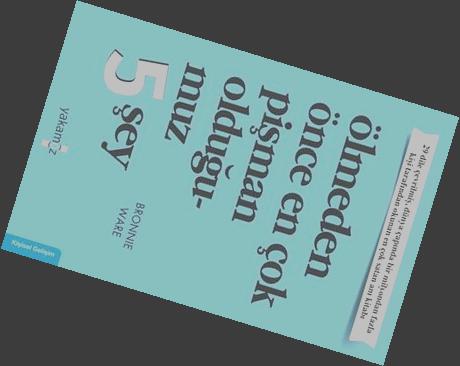 29 dile çevrilmiş, dünya çapında bir milyondan fazla
kişi tarafından okunan en çok satan anı kitabı
ölmeden
önce en çok
pişman
olduğu-
muz
5 şey
BRONNIE
WARE
yakamoz
Kişisel Gelişim